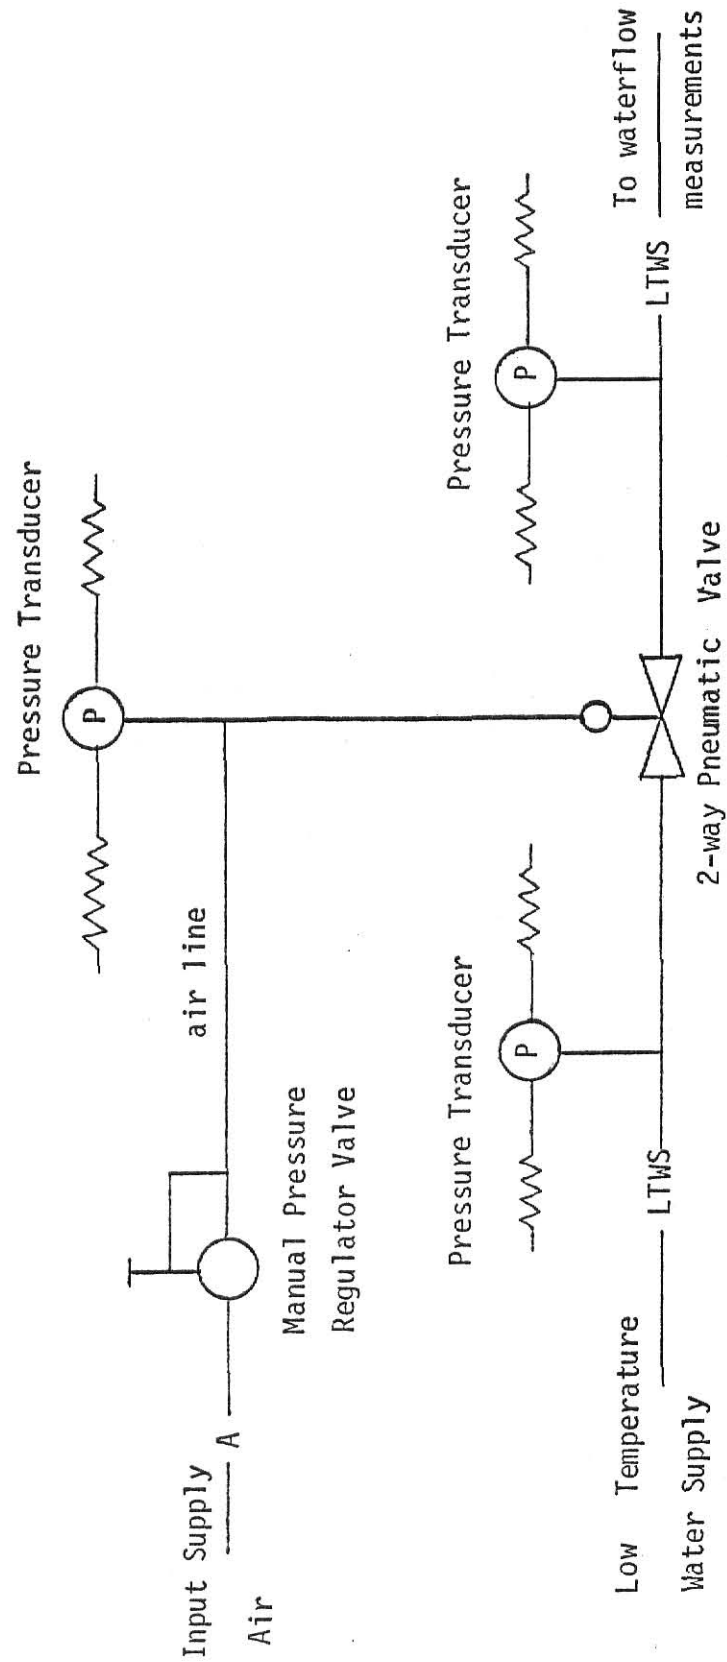 Pressure Transducer
P
air line
Manual Pressure
Regulator Valve
Input Supply
A
Air
Pressure Transducer
P
Pressure Transducer
P
To waterflow
LTWS
measurements
Low Temperature
LTWS
Water Supply
2-way Pneumatic Valve